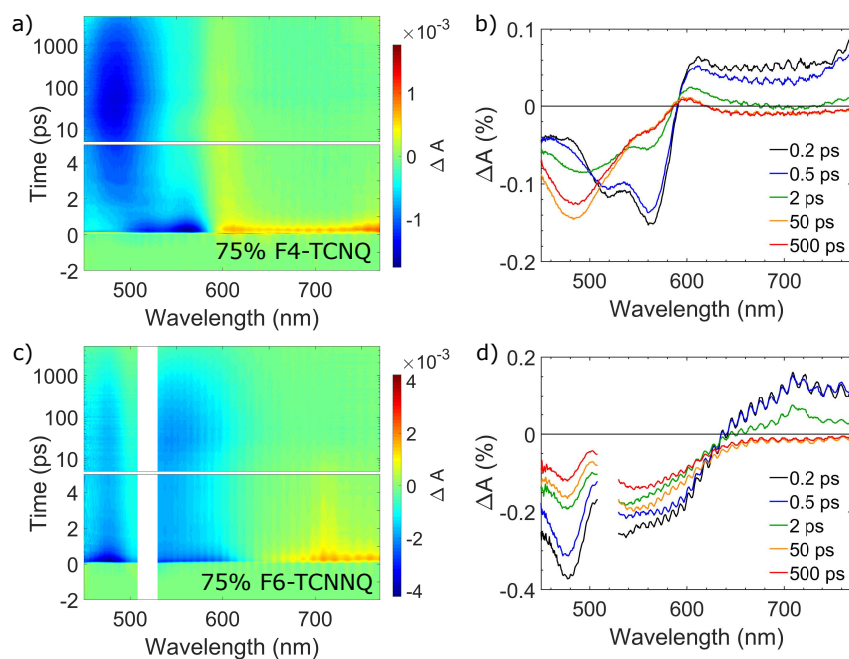 a)
×10⁻³
1000
100
10
4
2
0
-2
Time (ps)
500
600
700
Wavelength (nm)
75% F4-TCNQ
1
0
-1
Δ A
b)
0.1
0
-0.1
-0.2
ΔA (%)
500
600
700
Wavelength (nm)
0.2 ps
0.5 ps
2 ps
50 ps
500 ps
c)
×10⁻³
1000
100
10
4
2
0
-2
Time (ps)
500
600
700
Wavelength (nm)
75% F6-TCNNQ
4
2
0
-2
-4
Δ A
d)
0.2
0
-0.2
-0.4
ΔA (%)
500
600
700
Wavelength (nm)
0.2 ps
0.5 ps
2 ps
50 ps
500 ps